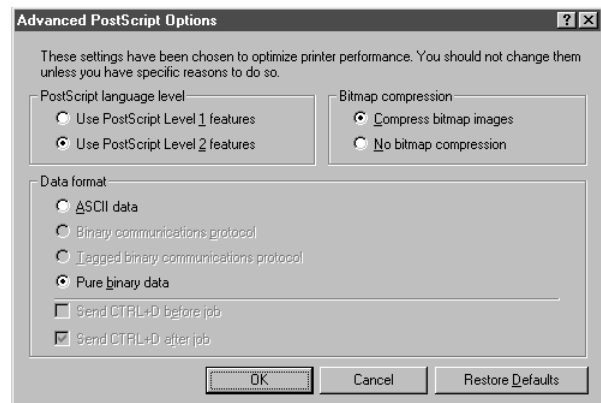 Advanced PostScript Options
These settings have been chosen to optimize printer performance. You should not change them
unless you have specific reasons to do so.
PostScript language level
Use PostScript Level 1 features
Use PostScript Level 2 features
Bitmap compression
Compress bitmap images
No bitmap compression
Data format
ASCII data
Binary communications protocol
Tagged binary communications protocol
Pure binary data
Send CTRL+D before job
Send CTRL+D after job
OK Cancel Restore Defaults